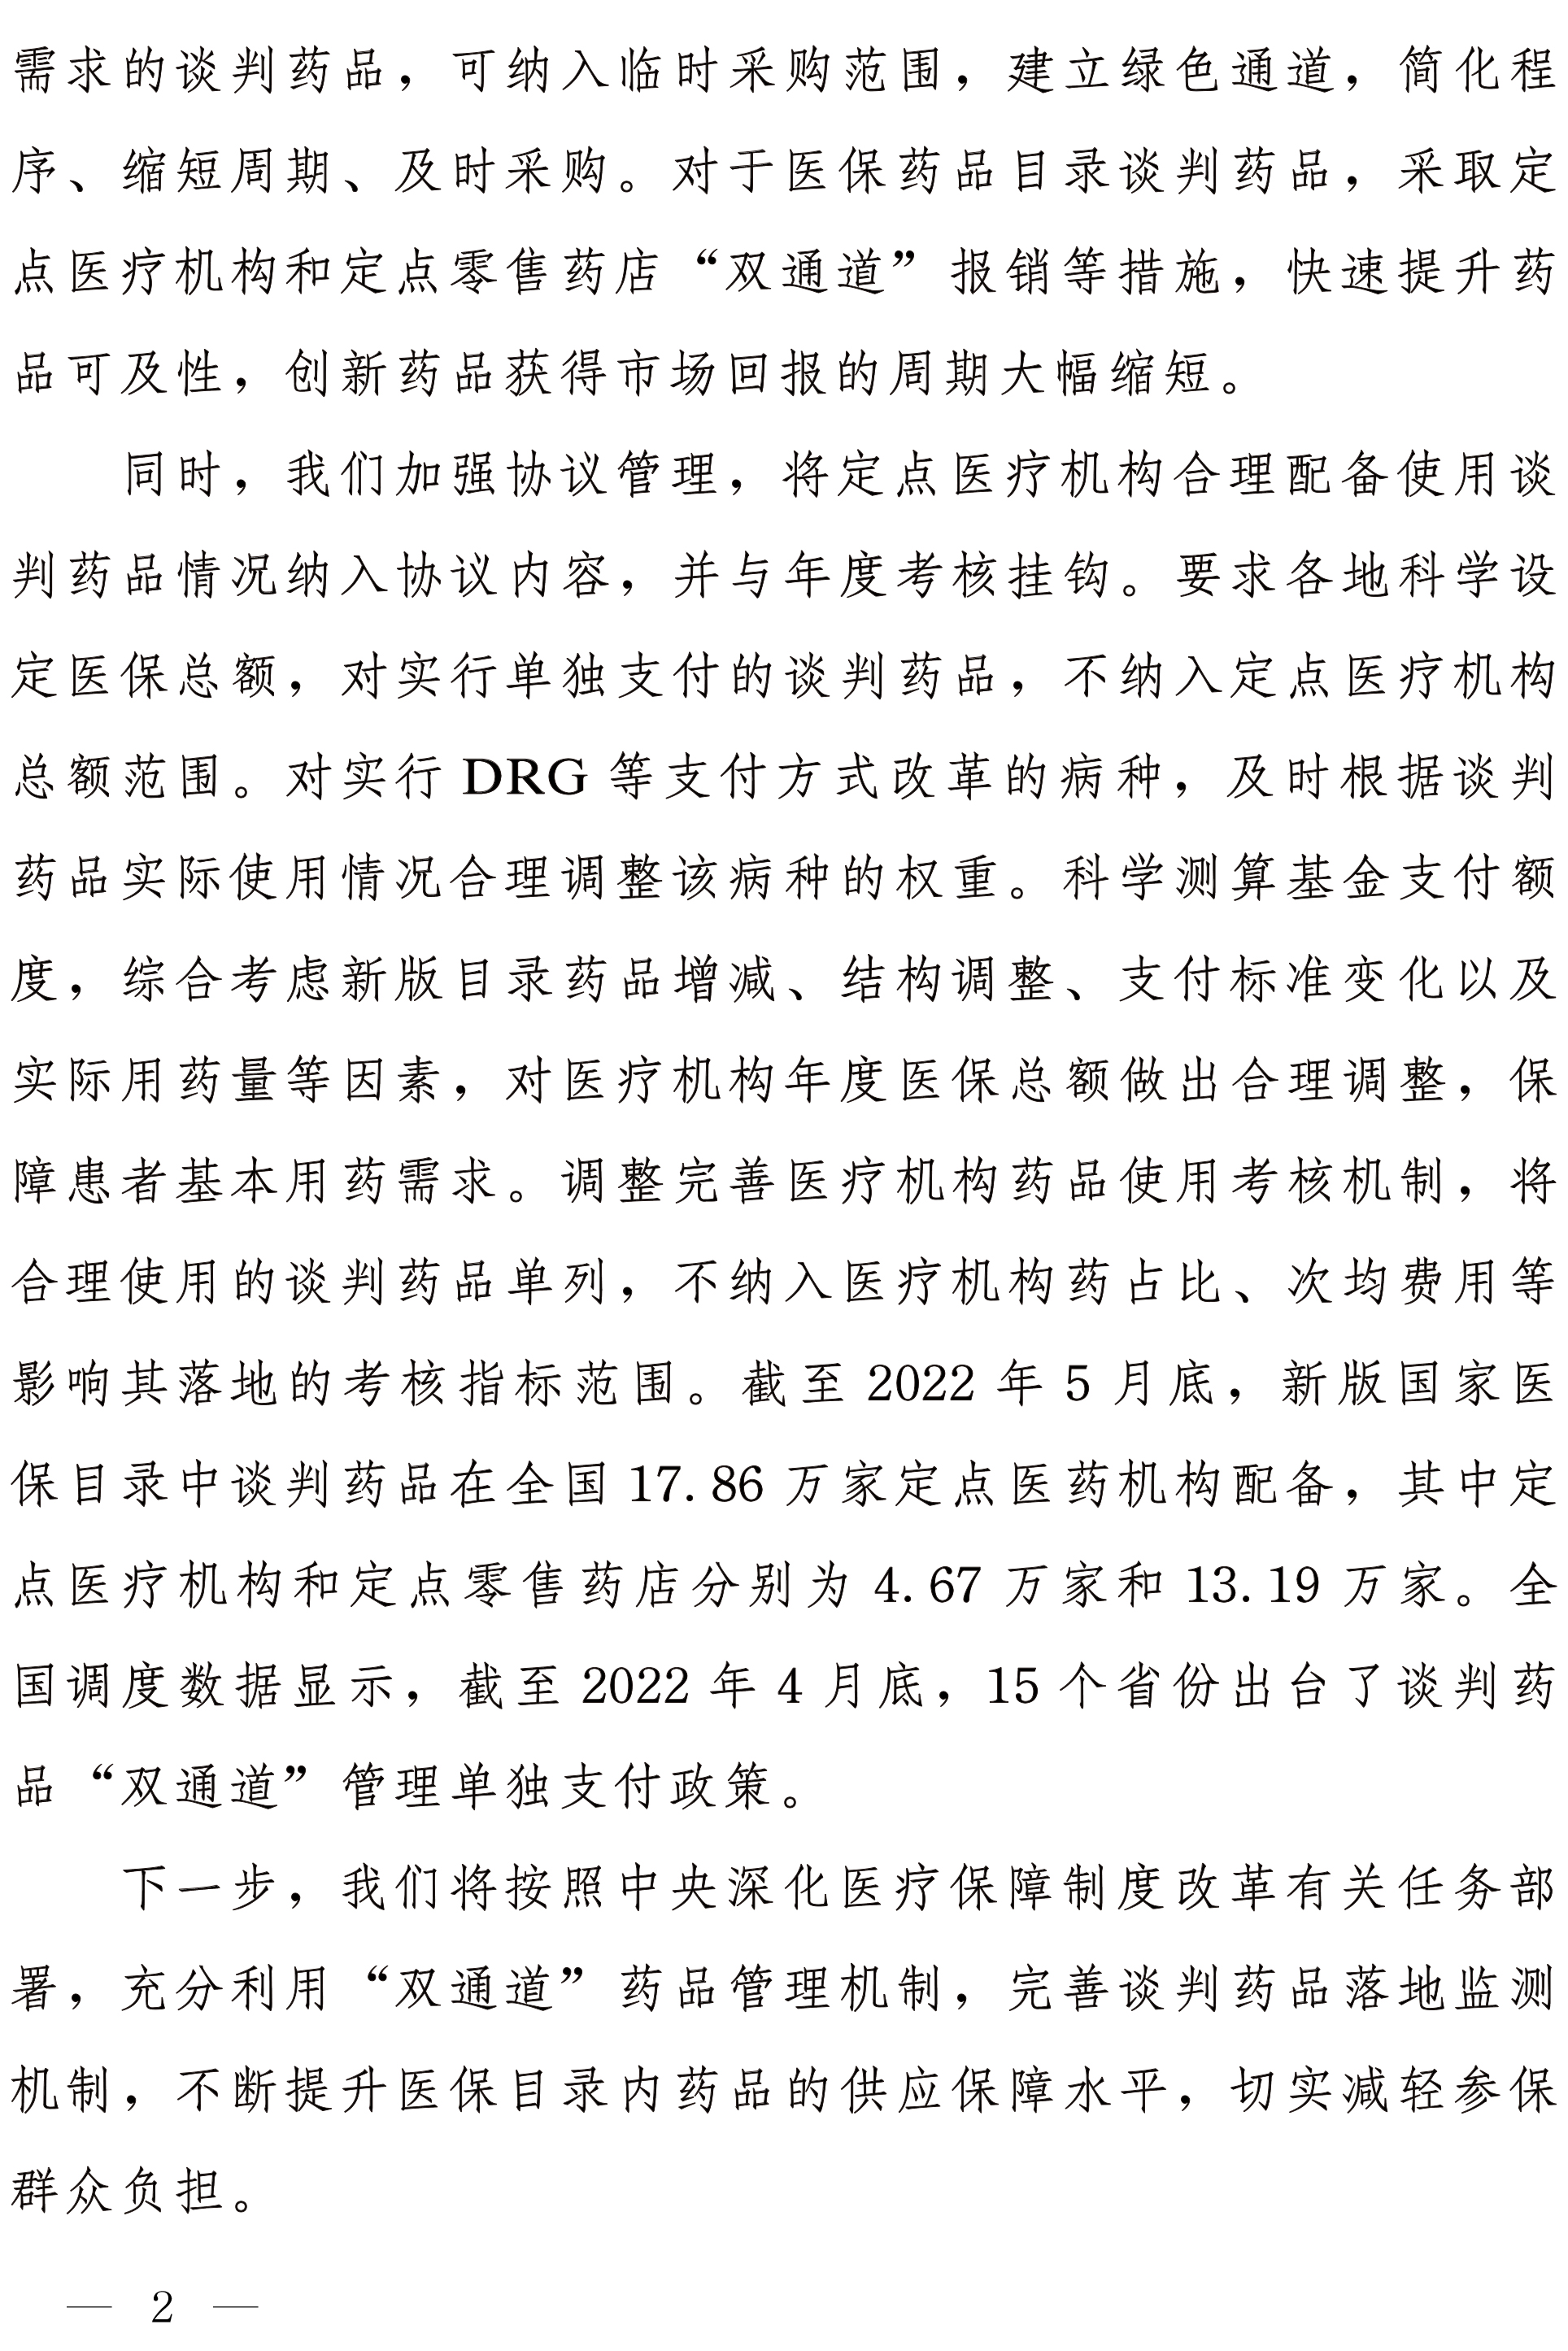 需求的谈判药品，可纳入临时采购范围，建立绿色通道，简化程
序、缩短周期、及时采购。对于医保药品目录谈判药品，采取定
点医疗机构和定点零售药店“双通道”报销等措施，快速提升药
品可及性，创新药品获得市场回报的周期大幅缩短。
同时，我们加强协议管理，将定点医疗机构合理配备使用谈
判药品情况纳入协议内容，并与年度考核挂钩。要求各地科学设
定医保总额，对实行单独支付的谈判药品，不纳入定点医疗机构
总额范围。对实行 DRG 等支付方式改革的病种，及时根据谈判
药品实际使用情况合理调整该病种的权重。科学测算基金支付额
度，综合考虑新版目录药品增减、结构调整、支付标准变化以及
实际用药量等因素，对医疗机构年度医保总额做出合理调整，保
障患者基本用药需求。调整完善医疗机构药品使用考核机制，将
合理使用的谈判药品单列，不纳入医疗机构药占比、次均费用等
影响其落地的考核指标范围。截至 2022 年 5 月底，新版国家医
保目录中谈判药品在全国 17.86 万家定点医药机构配备，其中定
点医疗机构和定点零售药店分别为 4.67 万家和 13.19 万家。全
国调度数据显示，截至 2022 年 4 月底，15 个省份出台了谈判药
品“双通道”管理单独支付政策。
下一步，我们将按照中央深化医疗保障制度改革有关任务部
署，充分利用“双通道”药品管理机制，完善谈判药品落地监测
机制，不断提升医保目录内药品的供应保障水平，切实减轻参保
群众负担。
— 2 —